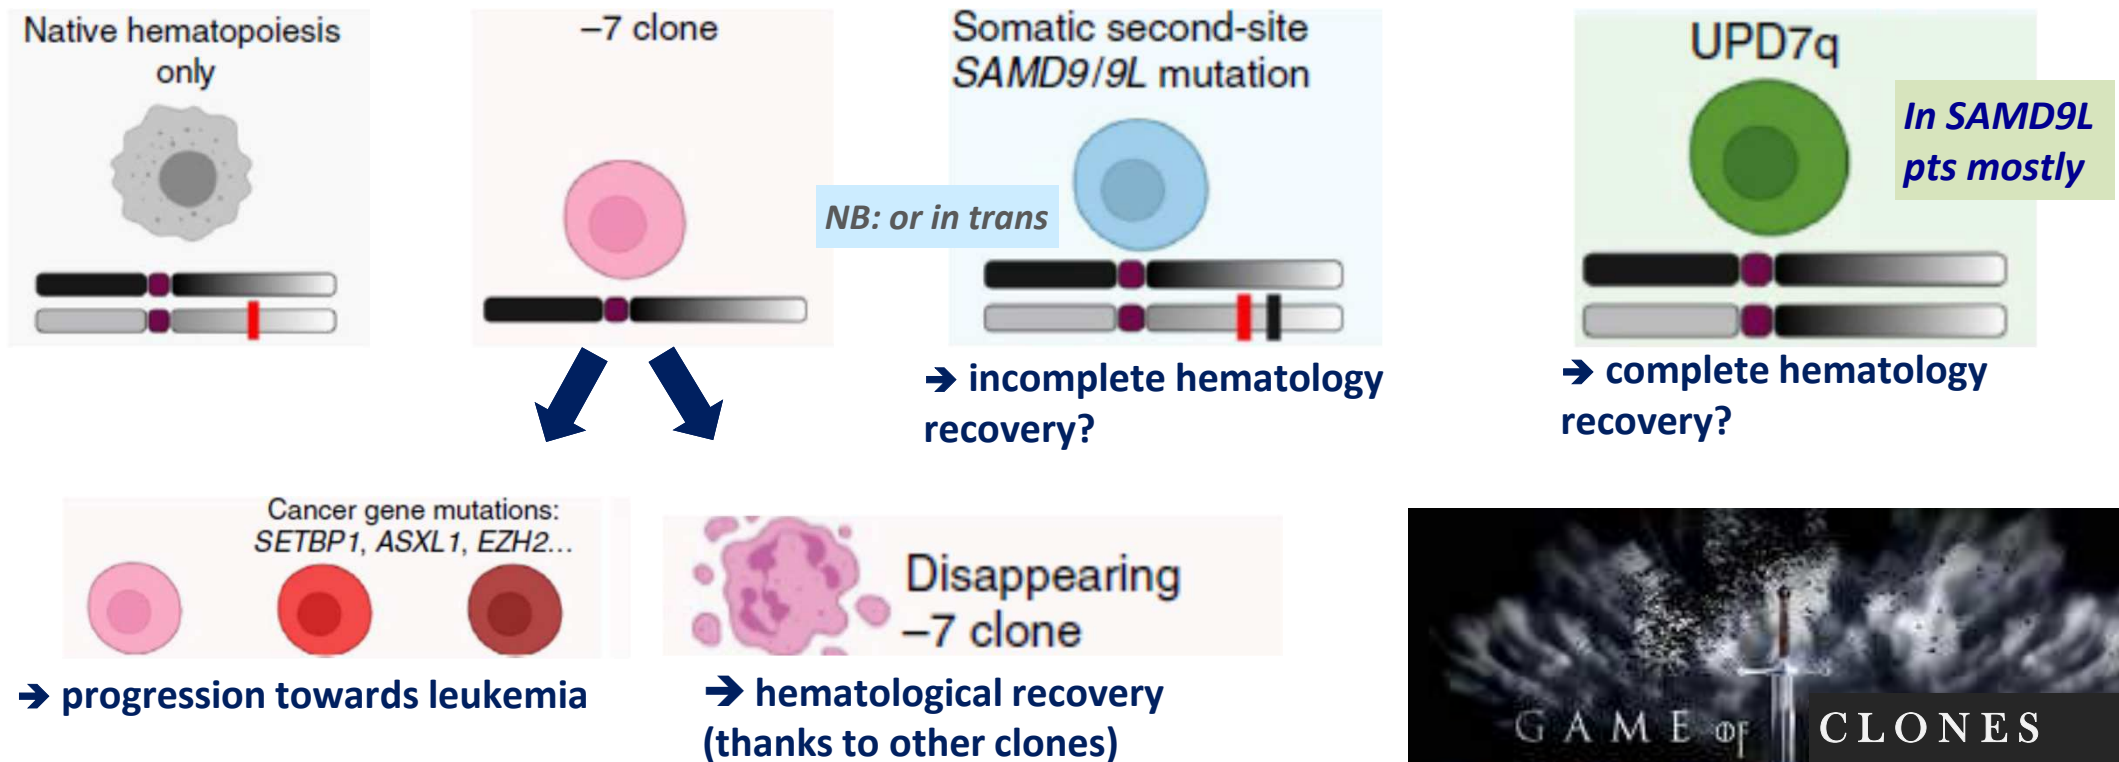 Native hematopoiesis
only
–7 clone
Somatic second-site
SAMD9/9L mutation
UPD7q
In SAMD9L
pts mostly
NB: or in trans
➔ incomplete hematology
recovery?
➔ complete hematology
recovery?
Cancer gene mutations:
SETBP1, ASXL1, EZH2...
➔ progression towards leukemia
Disappearing
–7 clone
➔ hematological recovery
(thanks to other clones)
GAME OF CLONES